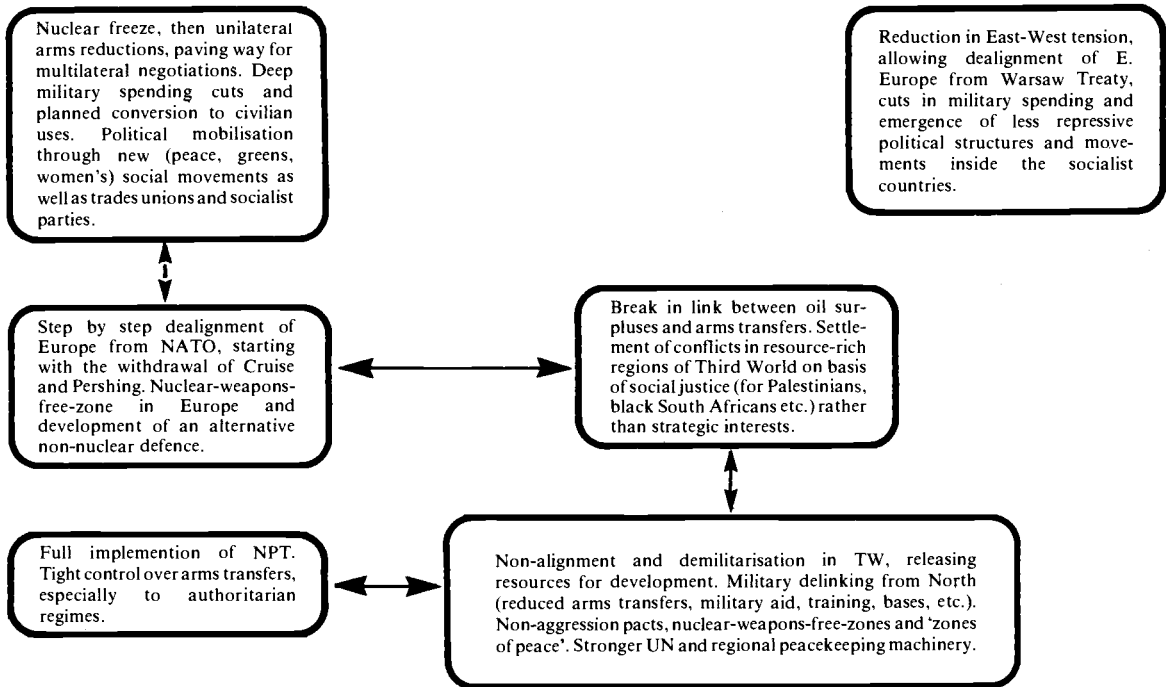 Nuclear freeze, then unilateral
arms reductions, paving way for
multilateral negotiations. Deep
military spending cuts and
planned conversion to civilian
uses. Political mobilisation
through new (peace, greens,
women's) social movements as
well as trades unions and socialist
parties.
Reduction in East-West tension,
allowing dealignment of E.
Europe from Warsaw Treaty,
cuts in military spending and
emergence of less repressive
political structures and move-
ments inside the socialist
countries.
Step by step dealignment of
Europe from NATO, starting
with the withdrawal of Cruise
and Pershing. Nuclear-weapons-
free-zone in Europe and
development of an alternative
non-nuclear defence.
Break in link between oil sur-
pluses and arms transfers. Settle-
ment of conflicts in resource-rich
regions of Third World on basis
of social justice (for Palestinians,
black South Africans etc.) rather
than strategic interests.
Full implemention of NPT.
Tight control over arms transfers,
especially to authoritarian
regimes.
Non-alignment and demilitarisation in TW, releasing
resources for development. Military delinking from North
(reduced arms transfers, military aid, training, bases, etc.).
Non-aggression pacts, nuclear-weapons-free-zones and ‘zones
of peace’. Stronger UN and regional peacekeeping machinery.